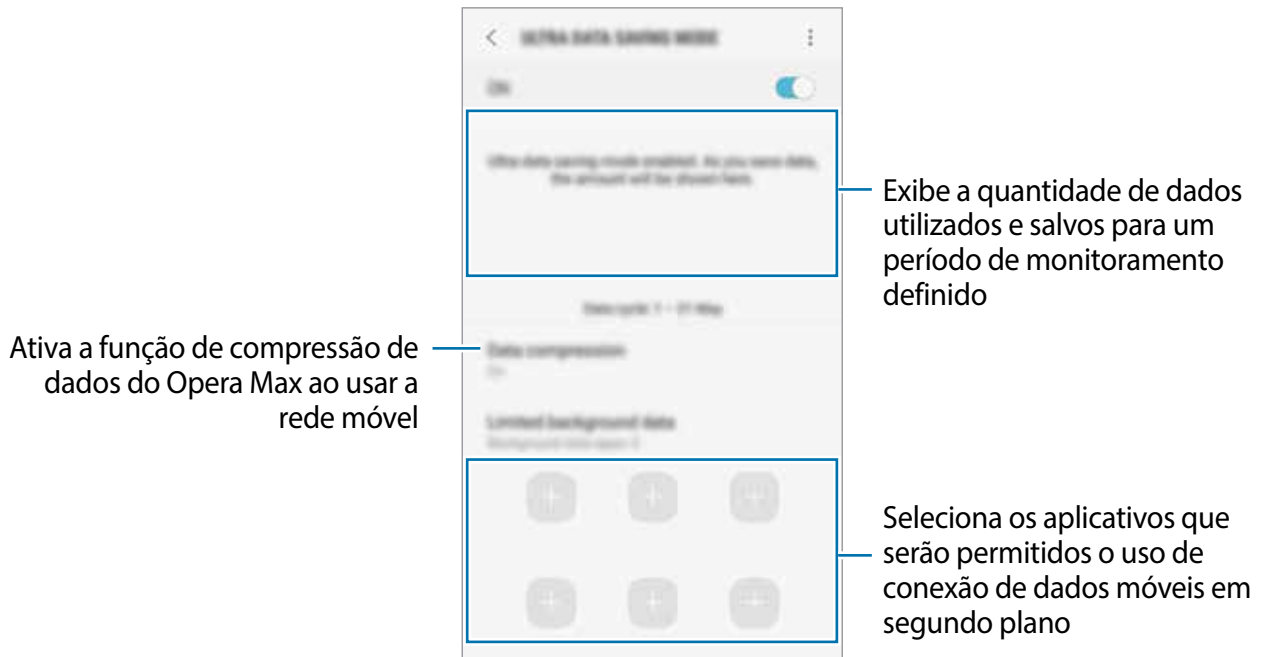 ULTRA DATA SAVING MODE
ON
Ultra data saving mode enabled. As you save data,
the amount will be shown here.
Exibe a quantidade de dados
utilizados e salvos para um
período de monitoramento
definido
Data cycle: 1 – 31 May
Ativa a função de compressão de
dados do Opera Max ao usar a
rede móvel
Data compression
On
Limited background data
Seleciona os aplicativos que
serão permitidos o uso de
conexão de dados móveis em
segundo plano